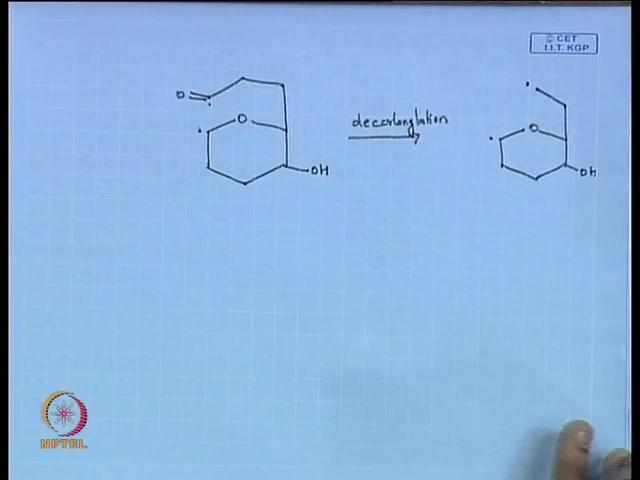 © CET
I.I.T. KGP
O
O
decarbonylation
OH
O
OH
NPTEL